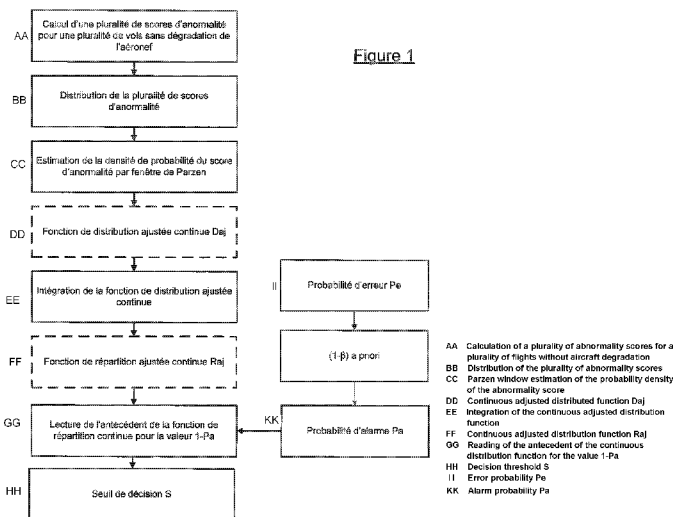 Figure 1
AA
Calcul d'une pluralité de scores d'anormalité
pour une pluralité de vols sans dégradation de
l'aéronef
BB
Distribution de la pluralité de scores
d'anormalité
CC
Estimation de la densité de probabilité du score
d'anormalité par fenêtre de Parzen
DD
Fonction de distribution ajustée continue Daj
EE
Intégration de la fonction de distribution ajustée
continue
FF
Fonction de répartition ajustée continue Raj
GG
Lecture de l'antécédent de la fonction de
répartition continue pour la valeur 1-Pa
HH
Seuil de décision S
II
Probabilité d'erreur Pe
(1-β) a priori
KK
Probabilité d'alarme Pa
AA Calculation of a plurality of abnormality scores for a
plurality of flights without aircraft degradation
BB Distribution of the plurality of abnormality scores
CC Parzen window estimation of the probability density
of the abnormality score
DD Continuous adjusted distributed function Daj
EE Integration of the continuous adjusted distribution
function
FF Continuous adjusted distribution function Raj
GG Reading of the antecedent of the continuous
distribution function for the value 1-Pa
HH Decision threshold S
II Error probability Pe
KK Alarm probability Pa